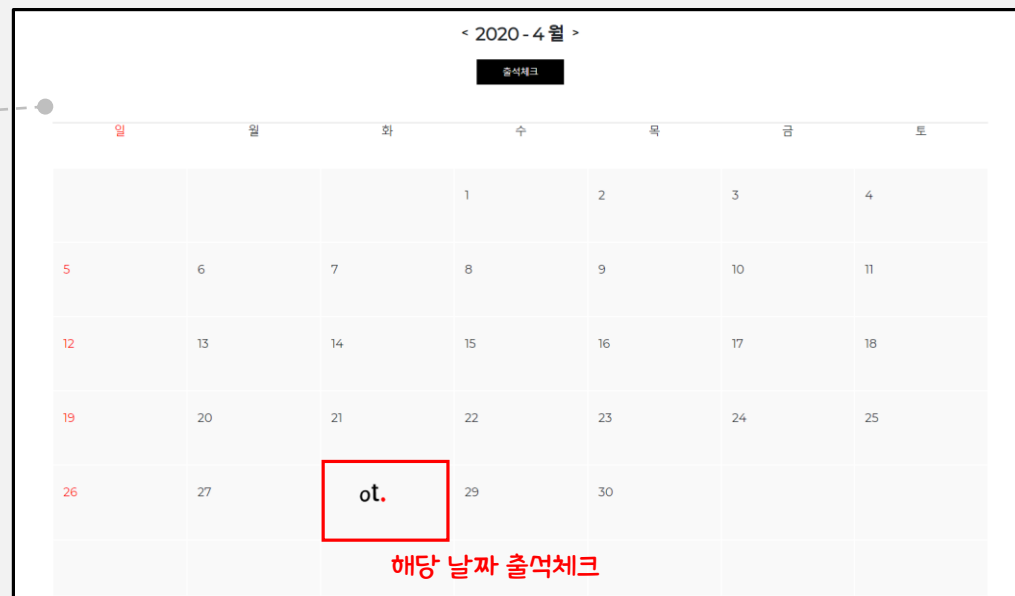 < 2020 - 4 월 >
출석체크
일 월 화 수 목 금 토
1 2 3 4
5 6 7 8 9 10 11
12 13 14 15 16 17 18
19 20 21 22 23 24 25
26 27 ot. 29 30
해당 날짜 출석체크